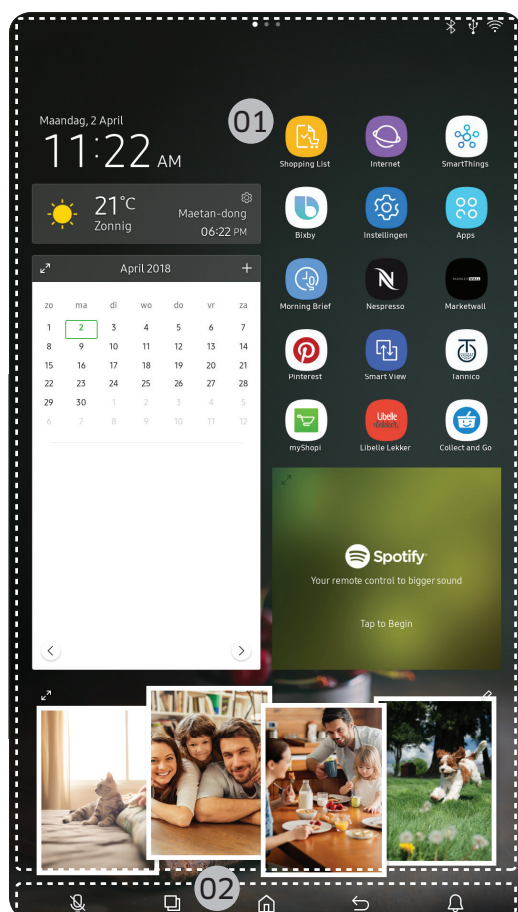 Maandag, 2 April
11:22 AM
21°C
Zonnig
Maetan-dong
06:22 PM
April 2018
zo ma di wo do vr za
1 2 3 4 5 6 7
8 9 10 11 12 13 14
15 16 17 18 19 20 21
22 23 24 25 26 27 28
29 30 1 2 3 4 5
6 7 8 9 10 11 12
01
Shopping List Internet SmartThings
Bixby Instellingen Apps
Morning Brief Nespresso Marketwall
Pinterest Smart View Tannico
Libelle
Lekker
myShopi Libelle Lekker Collect and Go
Spotify
Your remote control to bigger sound
Tap to Begin
02